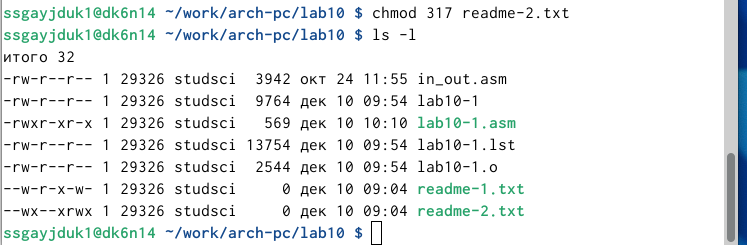 ssgayjduk1@dk6n14 ~/work/arch-pc/lab10 $ chmod 317 readme-2.txt
ssgayjduk1@dk6n14 ~/work/arch-pc/lab10 $ ls -l
итого 32
-rw-r--r-- 1 29326 studsci  3942 окт 24 11:55 in_out.asm
-rw-r--r-- 1 29326 studsci  9764 дек 10 09:54 lab10-1
-rwxr-xr-x 1 29326 studsci   569 дек 10 10:10 lab10-1.asm
-rw-r--r-- 1 29326 studsci 13754 дек 10 09:54 lab10-1.lst
-rw-r--r-- 1 29326 studsci  2544 дек 10 09:54 lab10-1.o
--w-r-x-w- 1 29326 studsci     0 дек 10 09:04 readme-1.txt
--wx--xrwx 1 29326 studsci     0 дек 10 09:04 readme-2.txt
ssgayjduk1@dk6n14 ~/work/arch-pc/lab10 $